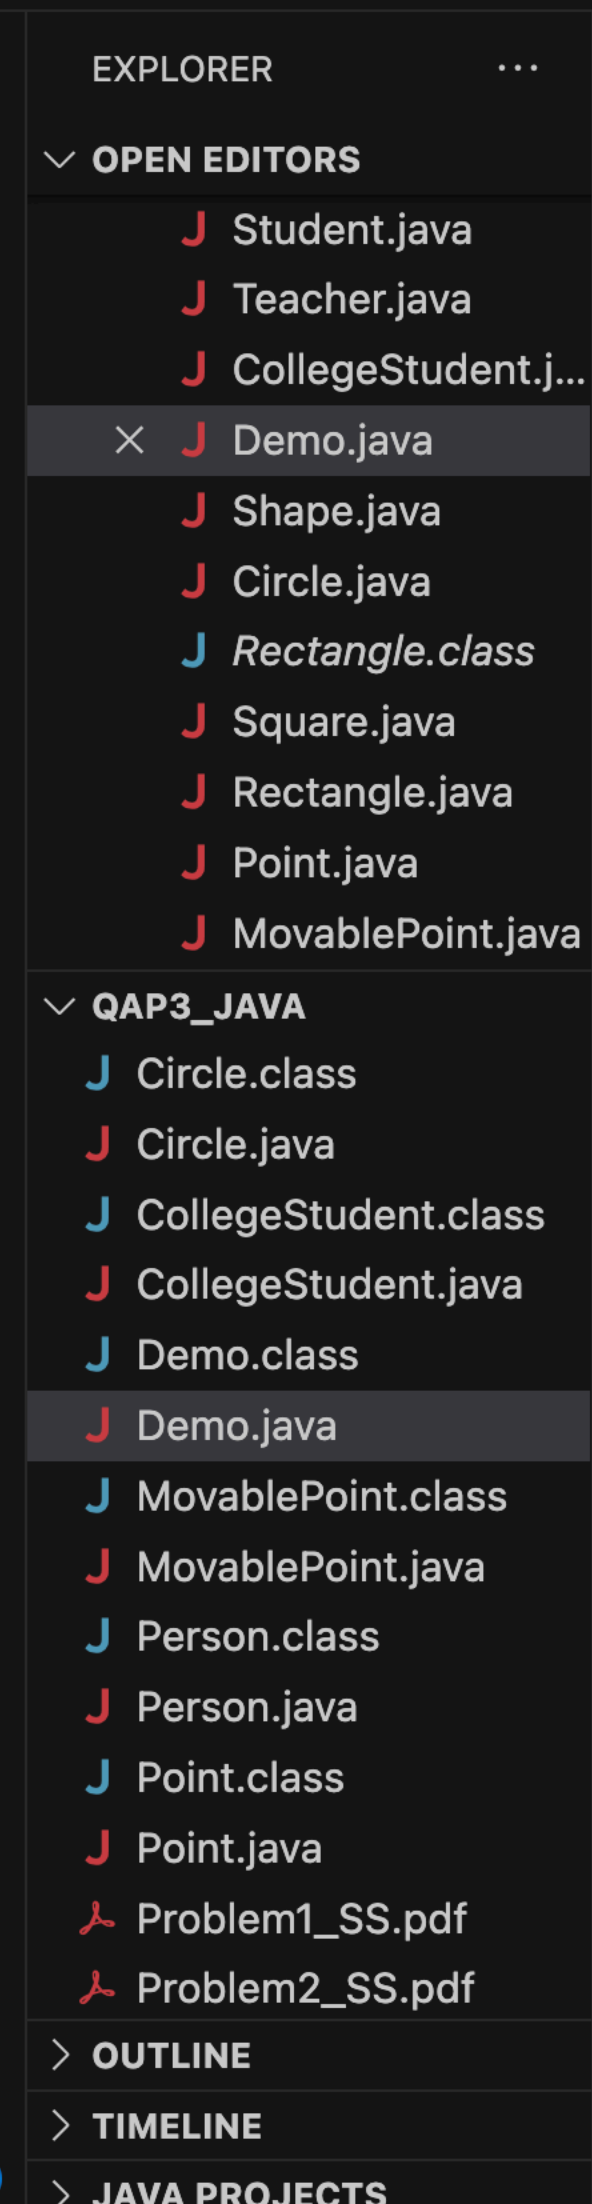 EXPLORER ...
OPEN EDITORS
Student.java
Teacher.java
CollegeStudent.j...
Demo.java
Shape.java
Circle.java
Rectangle.class
Square.java
Rectangle.java
Point.java
MovablePoint.java
QAP3_JAVA
Circle.class
Circle.java
CollegeStudent.class
CollegeStudent.java
Demo.class
Demo.java
MovablePoint.class
MovablePoint.java
Person.class
Person.java
Point.class
Point.java
Problem1_SS.pdf
Problem2_SS.pdf
OUTLINE
TIMELINE
JAVA PROJECTS